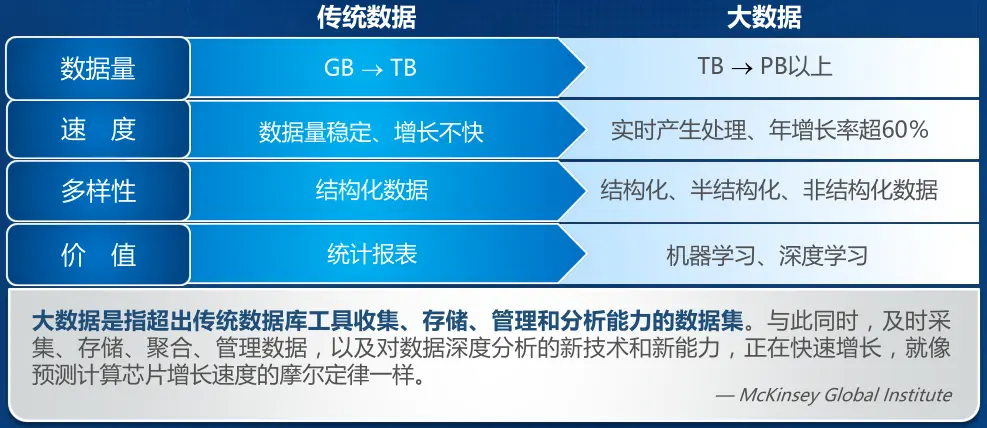 传统数据 大数据
数据量 GB → TB TB → PB以上
速 度 数据量稳定、增长不快 实时产生处理、年增长率超60%
多样性 结构化数据 结构化、半结构化、非结构化数据
价 值 统计报表 机器学习、深度学习
大数据是指超出传统数据库工具收集、存储、管理和分析能力的数据集。与此同时，及时采
集、存储、聚合、管理数据，以及对数据深度分析的新技术和新能力，正在快速增长，就像
预测计算芯片增长速度的摩尔定律一样。
— McKinsey Global Institute